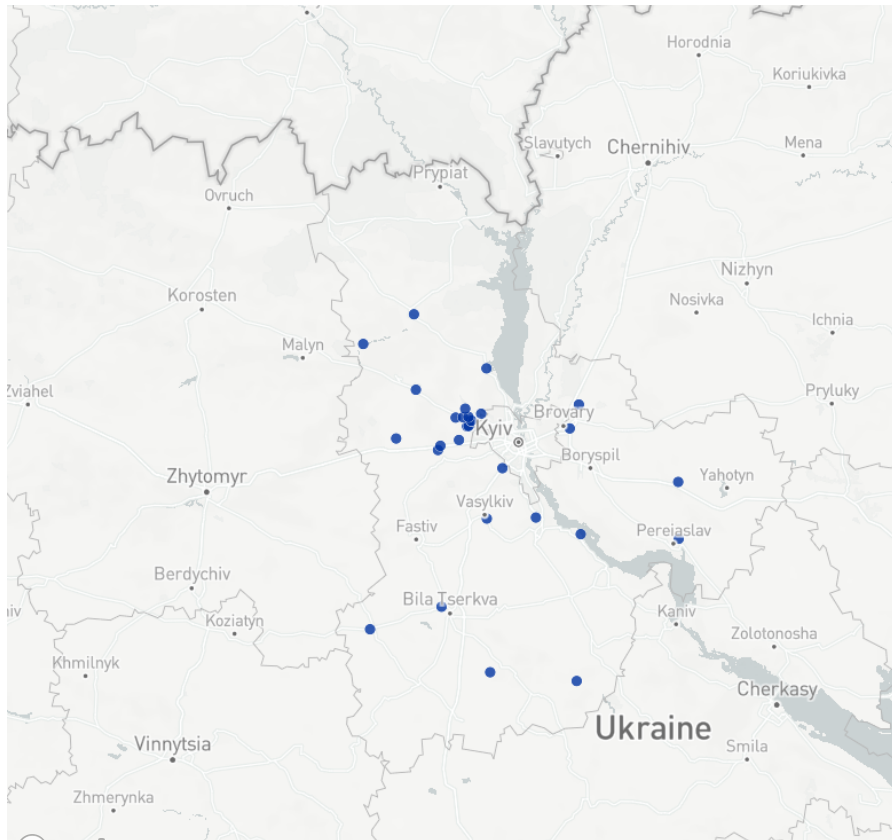 Horodnia
Koriukivka
Slavutych
Chernihiv
Mena
Prypiat
Ovruch
Nizhyn
Korosten
Nosivka
Ichnia
Malyn
Zviahel
Pryluky
Brovary
Kyiv
Boryspil
Zhytomyr
Yahotyn
Vasylkiv
Fastiv
Pereiaslav
Berdychiv
Bila Tserkva
Kaniv
Koziatyn
Zolotonosha
Khmilnyk
Cherkasy
Ukraine
Vinnytsia
Smila
Zhmerynka